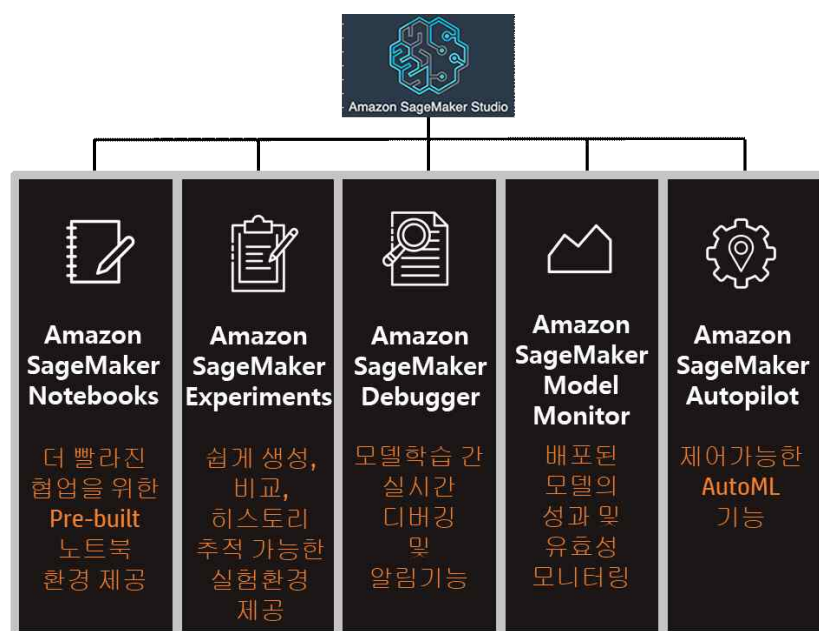 Amazon SageMaker Studio
Amazon
SageMaker
Notebooks
더 빨라진
협업을 위한
Pre-built
노트북
환경 제공
Amazon
SageMaker
Experiments
쉽게 생성,
비교,
히스토리
추적 가능한
실험환경
제공
Amazon
SageMaker
Debugger
모델학습 간
실시간
디버깅
및
알림기능
Amazon
SageMaker
Model
Monitor
배포된
모델의
성과 및
유효성
모니터링
Amazon
SageMaker
Autopilot
제어가능한
AutoML
기능